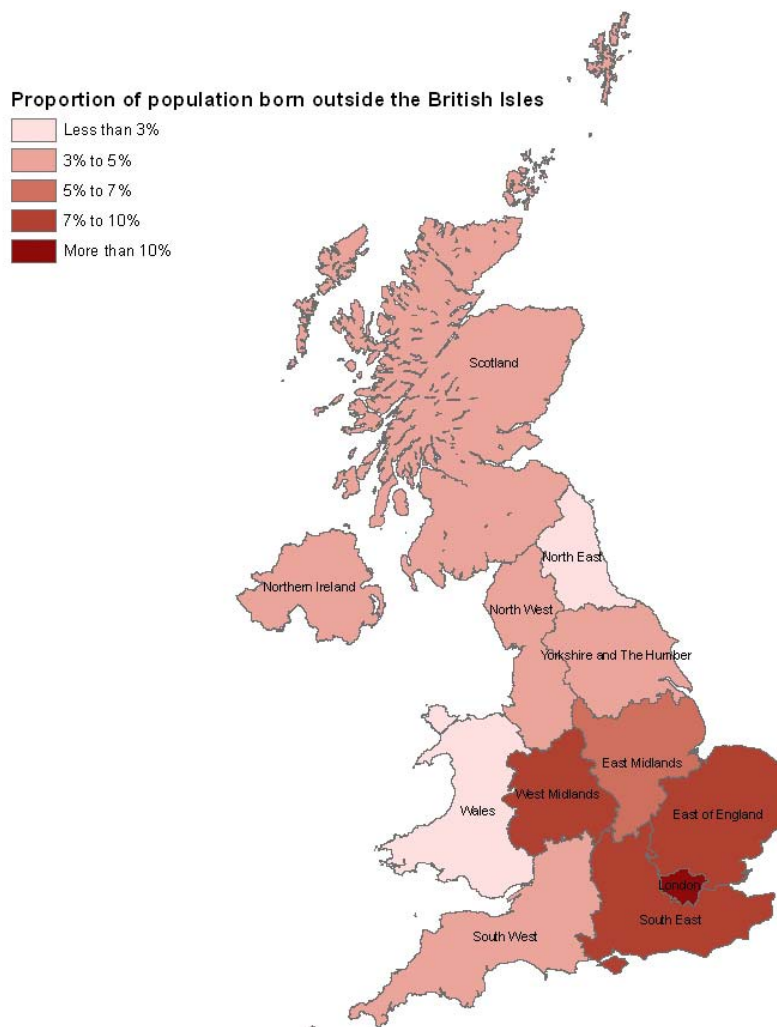 Proportion of population born outside the British Isles
Less than 3%
3% to 5%
5% to 7%
7% to 10%
More than 10%
Scotland
North East
Northern Ireland
North West
Yorkshire and The Humber
East Midlands
West Midlands
Wales
East of England
London
South East
South West